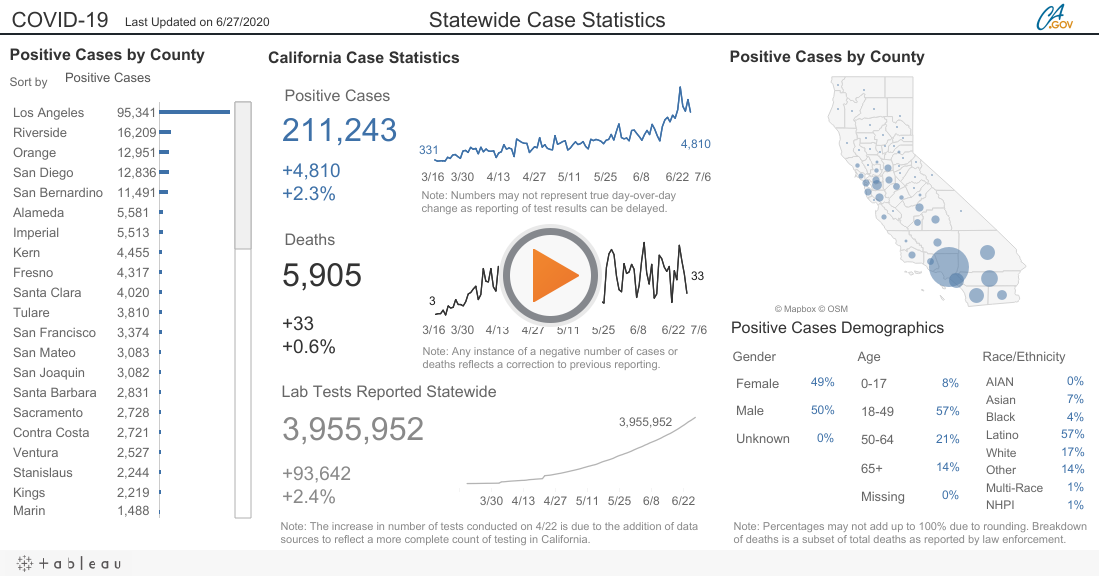 COVID-19 Last Updated on 6/27/2020 Statewide Case Statistics
CA.GOV
Positive Cases by County
Sort by Positive Cases
Los Angeles 95,341
Riverside 16,209
Orange 12,951
San Diego 12,836
San Bernardino 11,491
Alameda 5,581
Imperial 5,513
Kern 4,455
Fresno 4,317
Santa Clara 4,020
Tulare 3,810
San Francisco 3,374
San Mateo 3,083
San Joaquin 3,082
Santa Barbara 2,831
Sacramento 2,728
Contra Costa 2,721
Ventura 2,527
Stanislaus 2,244
Kings 2,219
Marin 1,488
California Case Statistics
Positive Cases
211,243
+4,810
+2.3%
331
4,810
3/16 3/30 4/13 4/27 5/11 5/25 6/8 6/22 7/6
Note: Numbers may not represent true day-over-day
change as reporting of test results can be delayed.
Deaths
5,905
+33
+0.6%
3
33
3/16 3/30 4/13 4/27 5/11 5/25 6/8 6/22 7/6
Note: Any instance of a negative number of cases or
deaths reflects a correction to previous reporting.
Lab Tests Reported Statewide
3,955,952
+93,642
+2.4%
3,955,952
3/30 4/13 4/27 5/11 5/25 6/8 6/22
Note: The increase in number of tests conducted on 4/22 is due to the addition of data
sources to reflect a more complete count of testing in California.
Positive Cases by County
© Mapbox © OSM
Positive Cases Demographics
Gender
Female 49%
Male 50%
Unknown 0%
Age
0-17 8%
18-49 57%
50-64 21%
65+ 14%
Missing 0%
Race/Ethnicity
AIAN 0%
Asian 7%
Black 4%
Latino 57%
White 17%
Other 14%
Multi-Race 1%
NHPI 1%
Note: Percentages may not add up to 100% due to rounding. Breakdown
of deaths is a subset of total deaths as reported by law enforcement.
+ableau